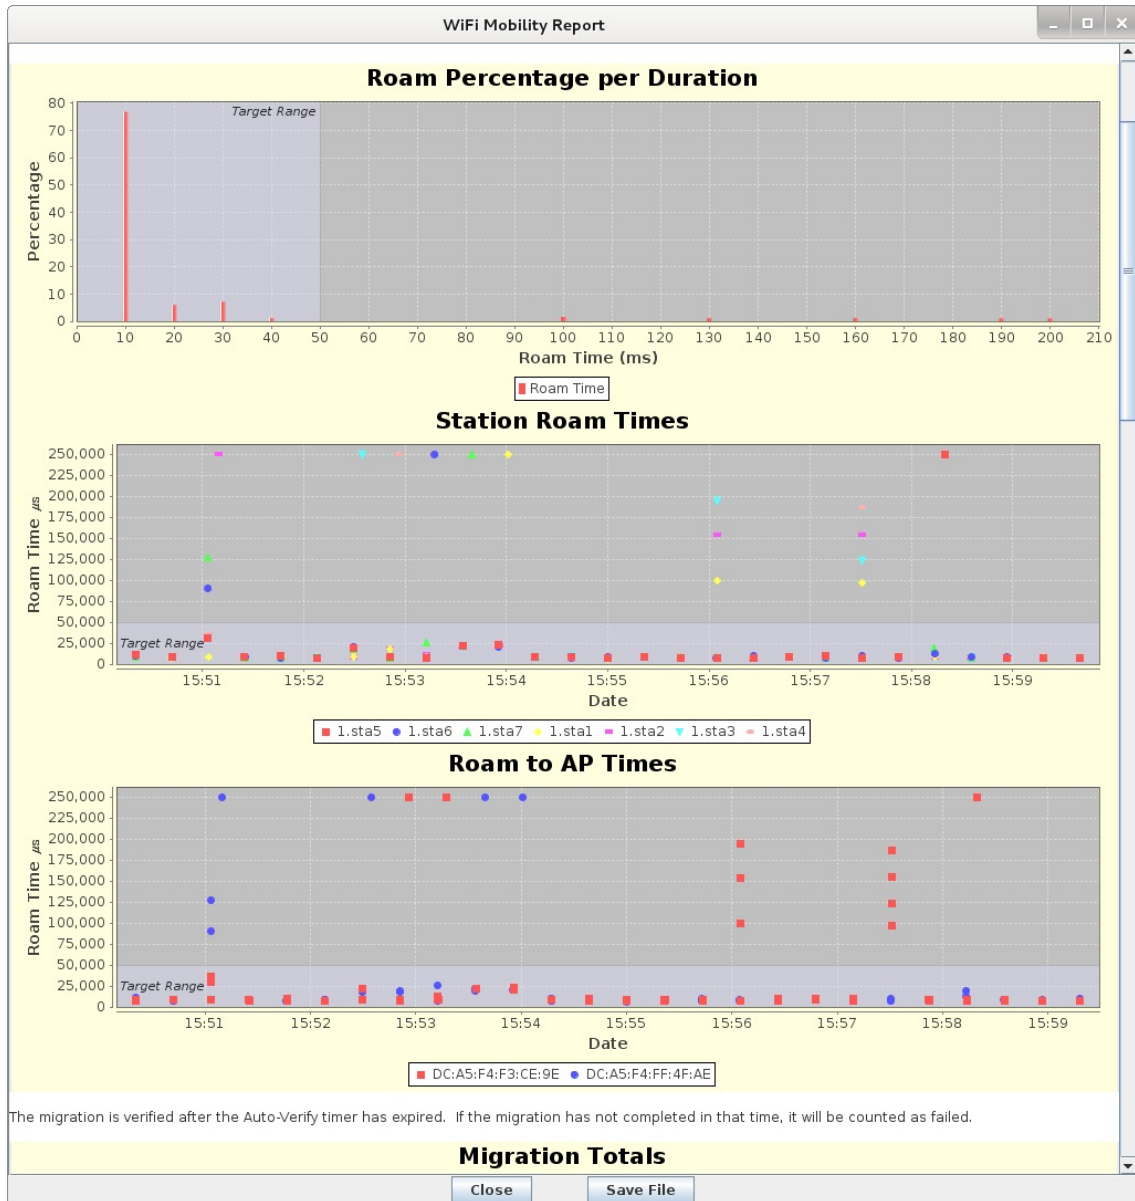 WiFi Mobility Report
Roam Percentage per Duration
Target Range
Percentage
80
70
60
50
40
30
20
10
0
0 10 20 30 40 50 60 70 80 90 100 110 120 130 140 150 160 170 180 190 200 210
Roam Time (ms)
Roam Time
Station Roam Times
Roam Time µs
250,000
225,000
200,000
175,000
150,000
125,000
100,000
75,000
50,000
25,000
0
Target Range
15:51 15:52 15:53 15:54 15:55 15:56 15:57 15:58 15:59
Date
1.sta5 1.sta6 1.sta7 1.sta1 1.sta2 1.sta3 1.sta4
Roam to AP Times
Roam Time µs
250,000
225,000
200,000
175,000
150,000
125,000
100,000
75,000
50,000
25,000
0
Target Range
15:51 15:52 15:53 15:54 15:55 15:56 15:57 15:58 15:59
Date
DC:A5:F4:F3:CE:9E DC:A5:F4:FF:4F:AE
The migration is verified after the Auto-Verify timer has expired. If the migration has not completed in that time, it will be counted as failed.
Migration Totals
Close Save File